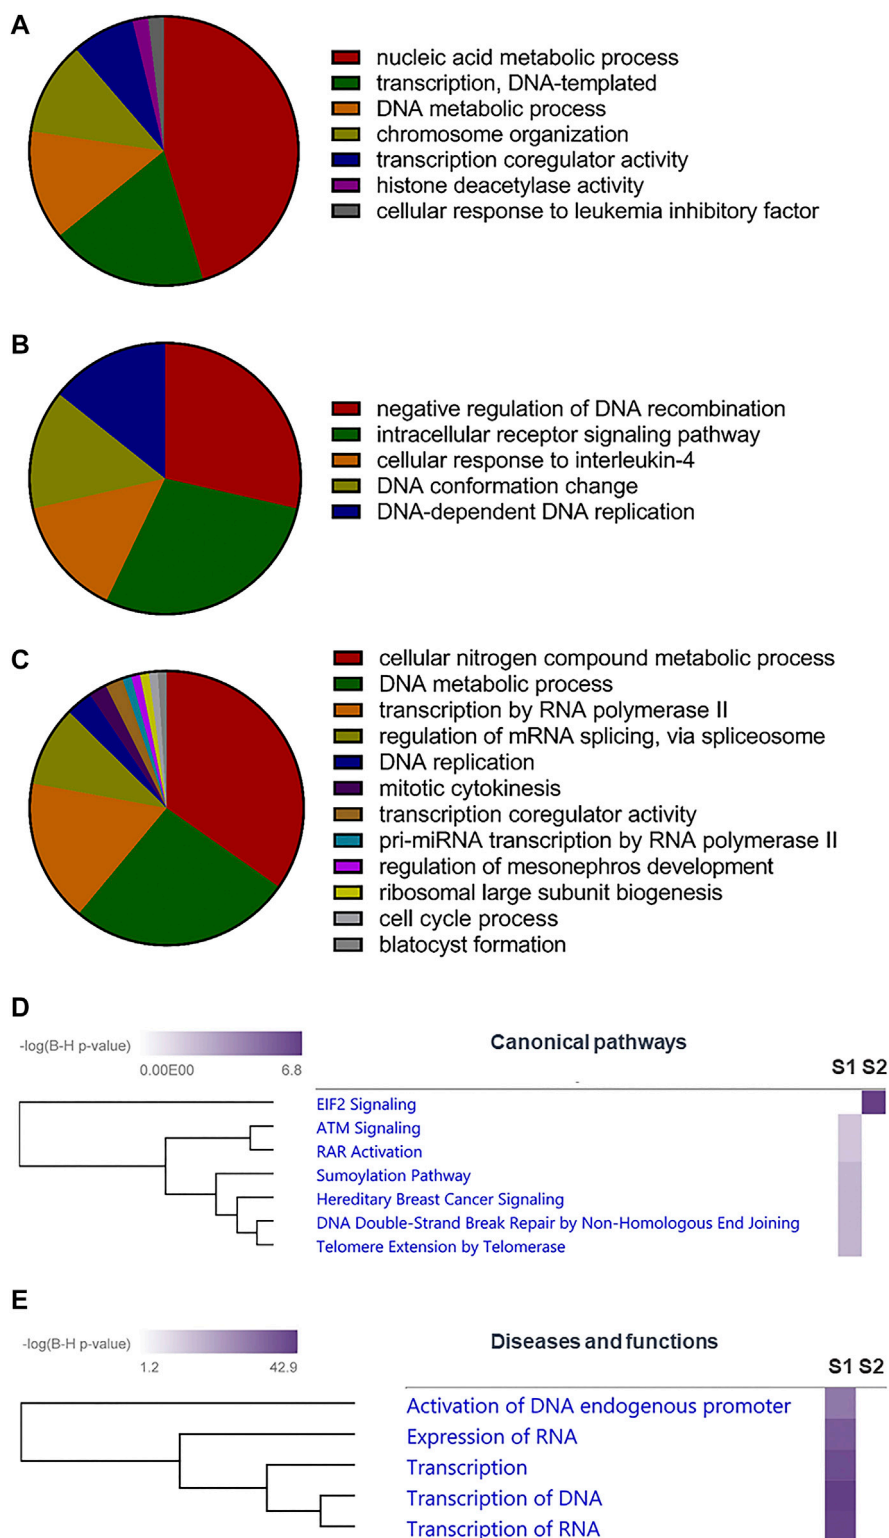 A
nucleic acid metabolic process
transcription, DNA-templated
DNA metabolic process
chromosome organization
transcription coregulator activity
histone deacetylase activity
cellular response to leukemia inhibitory factor
B
negative regulation of DNA recombination
intracellular receptor signaling pathway
cellular response to interleukin-4
DNA conformation change
DNA-dependent DNA replication
C
cellular nitrogen compound metabolic process
DNA metabolic process
transcription by RNA polymerase II
regulation of mRNA splicing, via spliceosome
DNA replication
mitotic cytokinesis
transcription coregulator activity
pri-miRNA transcription by RNA polymerase II
regulation of mesonephros development
ribosomal large subunit biogenesis
cell cycle process
blatocyst formation
D
-log(B-H p-value)
0.00E00 6.8
Canonical pathways
S1 S2
EIF2 Signaling
ATM Signaling
RAR Activation
Sumoylation Pathway
Hereditary Breast Cancer Signaling
DNA Double-Strand Break Repair by Non-Homologous End Joining
Telomere Extension by Telomerase
E
-log(B-H p-value)
1.2 42.9
Diseases and functions
S1 S2
Activation of DNA endogenous promoter
Expression of RNA
Transcription
Transcription of DNA
Transcription of RNA